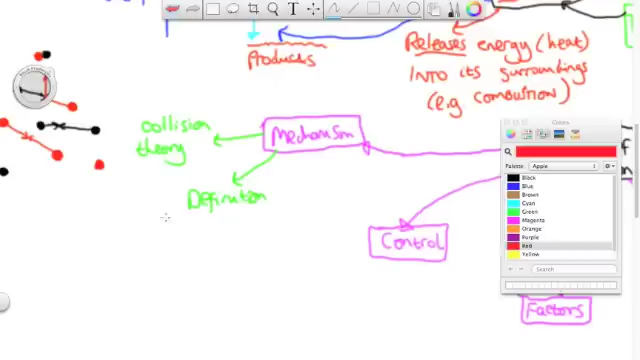 Products
Releases energy (heat)
INTO its surroundings
(e.g combustion)
collision
theory
Mechanism
Definition
Control
Factors
Colors
Palette: Apple
Black
Blue
Brown
Cyan
Green
Magenta
Orange
Purple
Red
Yellow
Search